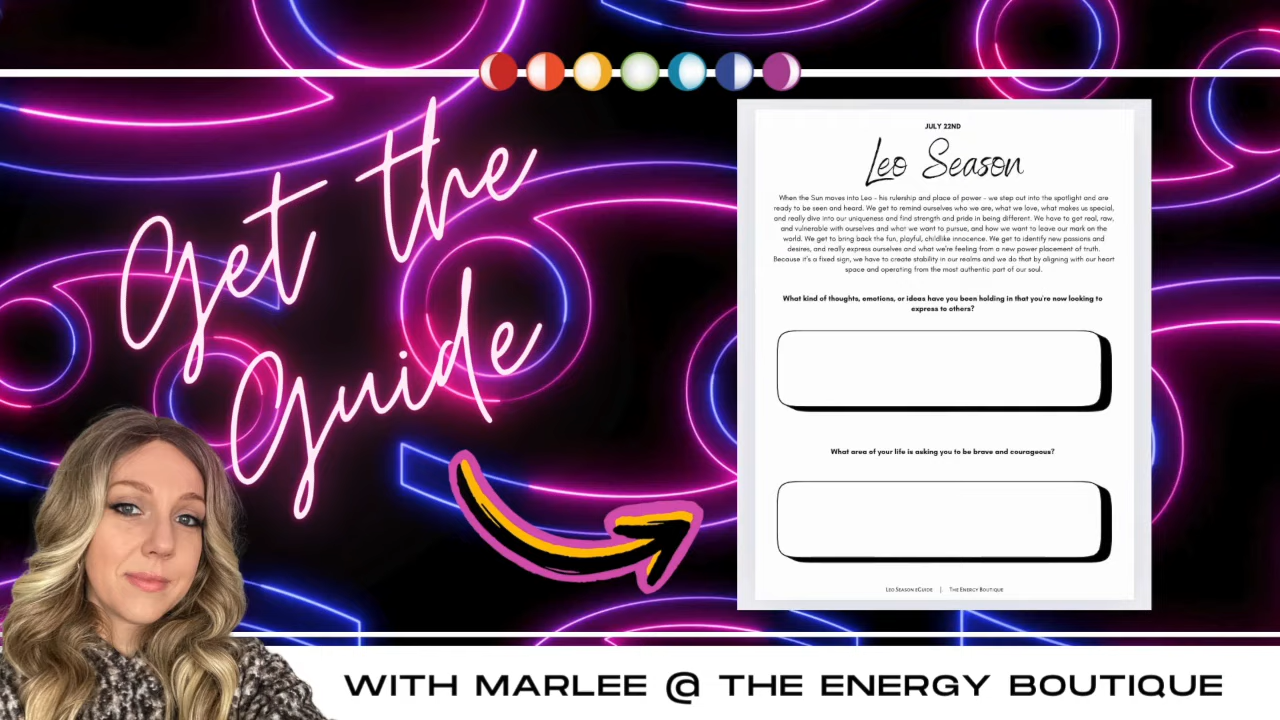 Get the
Guide
JULY 22ND
Leo Season
When the Sun moves into Leo - his rulership and place of power - we step out into the spotlight and are
ready to be seen and heard. We get to remind ourselves who we are, what we love, what makes us special,
and really dive into our uniqueness and find strength and pride in being different. We have to get real, raw,
and vulnerable with ourselves and what we want to pursue, and how we want to leave our mark on the
world. We get to bring back the fun, playful, childlike innocence. We get to identify new passions and
desires, and really express ourselves and what we're feeling from a new power placement of truth.
Because it's a fixed sign, we have to create stability in our realms and we do that by aligning with our heart
space and operating from the most authentic part of our soul.
What kind of thoughts, emotions, or ideas have you been holding in that you're now looking to
express to others?
What area of your life is asking you to be brave and courageous?
LEO SEASON EGUIDE | THE ENERGY BOUTIQUE
WITH MARLEE @ THE ENERGY BOUTIQUE